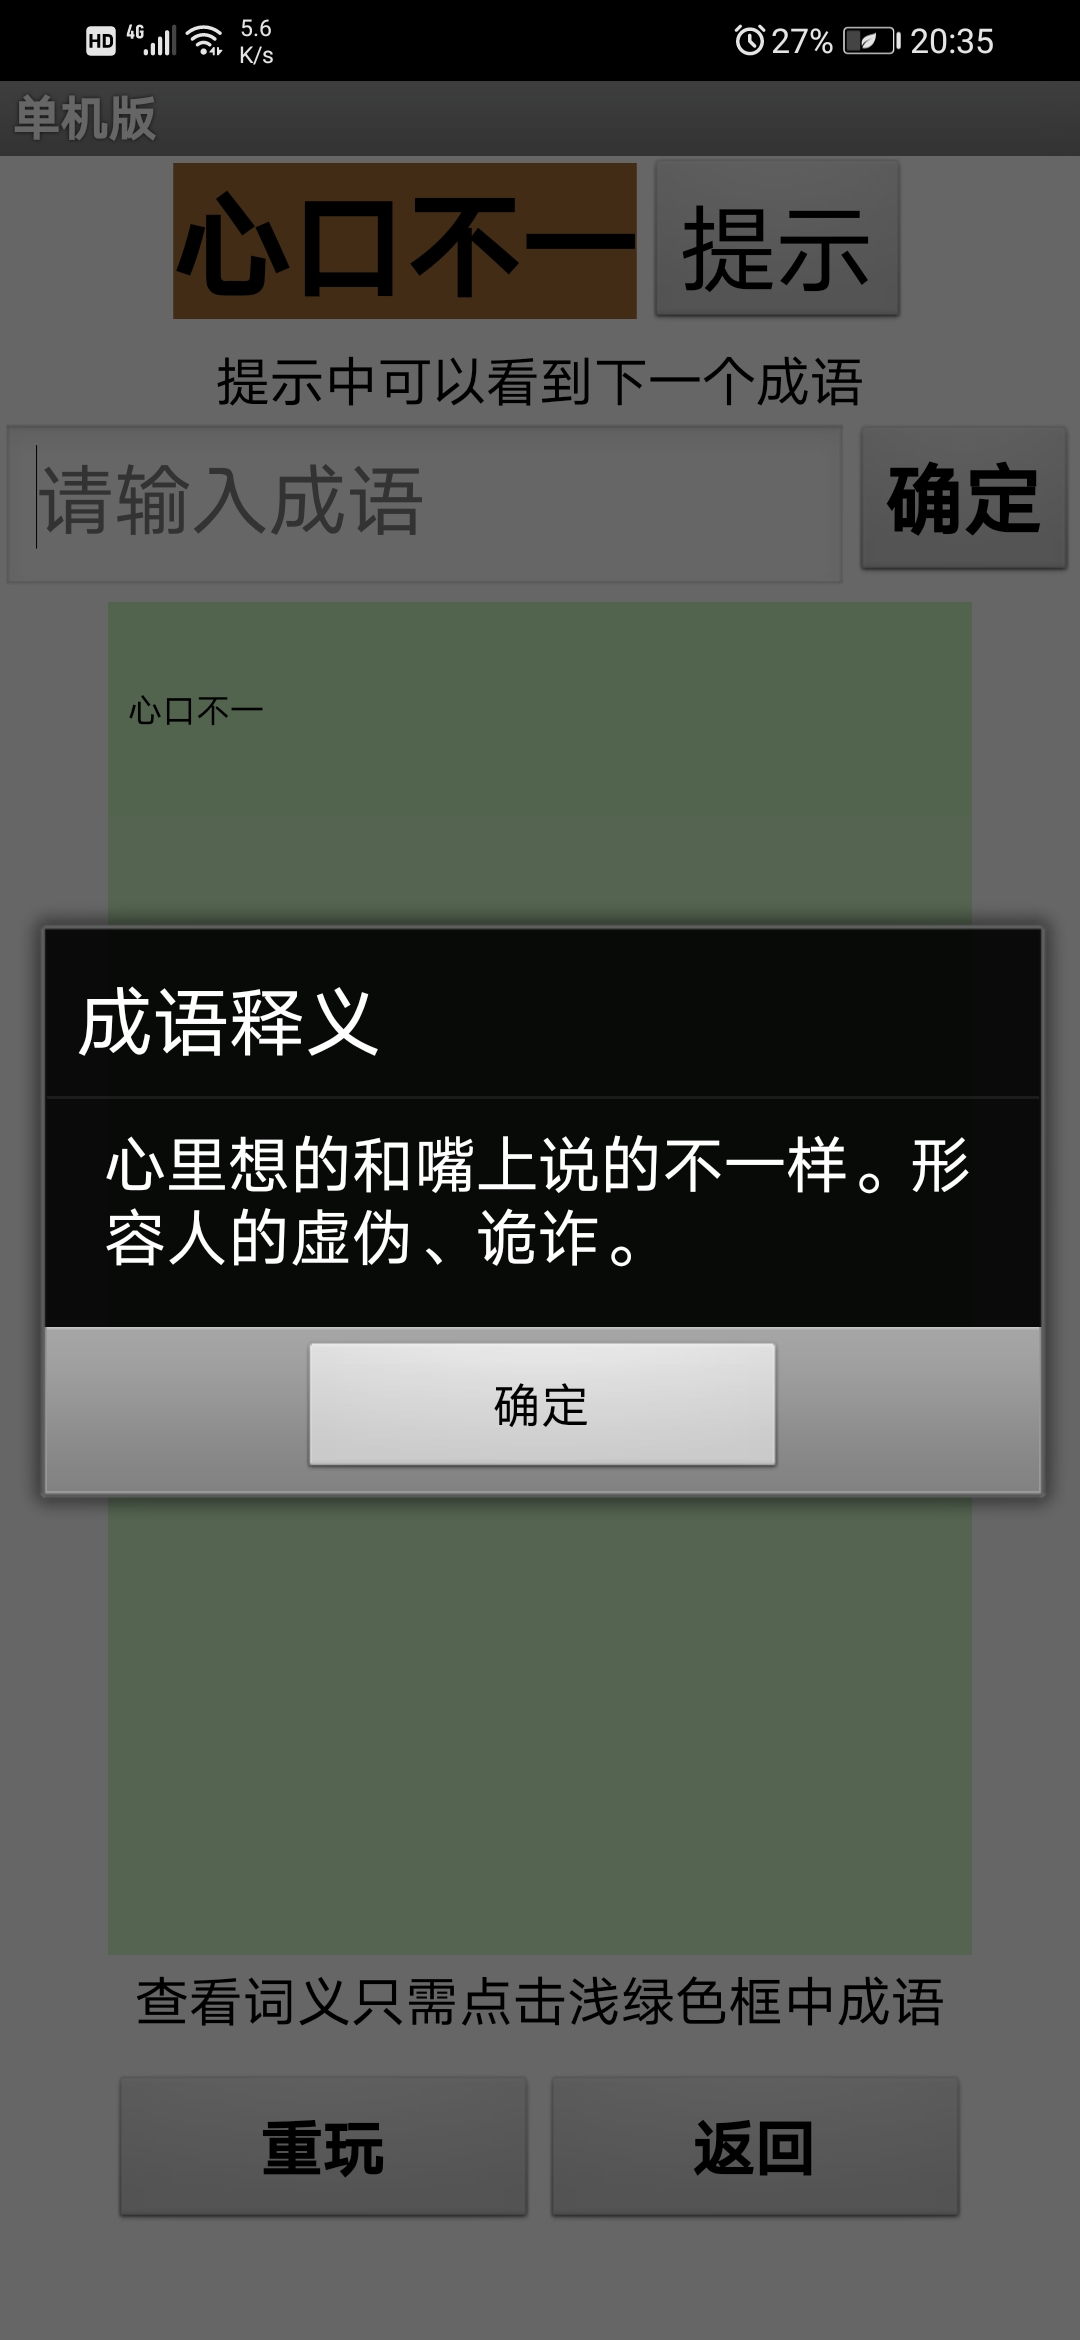 HD 4G 5.6 K/s 27% 20:35
单机版
心口不一 提示
提示中可以看到下一个成语
请输入成语 确定
心口不一
成语释义
心里想的和嘴上说的不一样。形
容人的虚伪、诡诈。
确定
查看词义只需点击浅绿色框中成语
重玩 返回